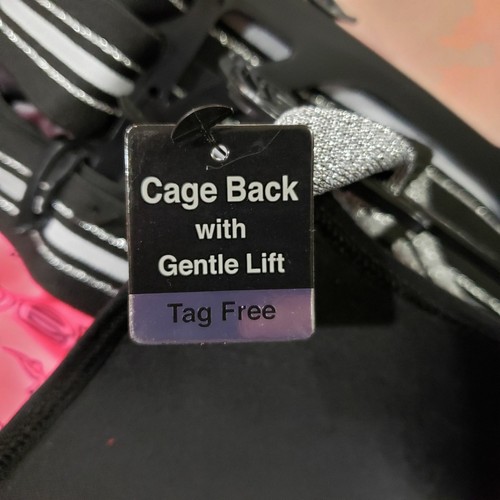 Cage Back
with
Gentle Lift
Tag Free